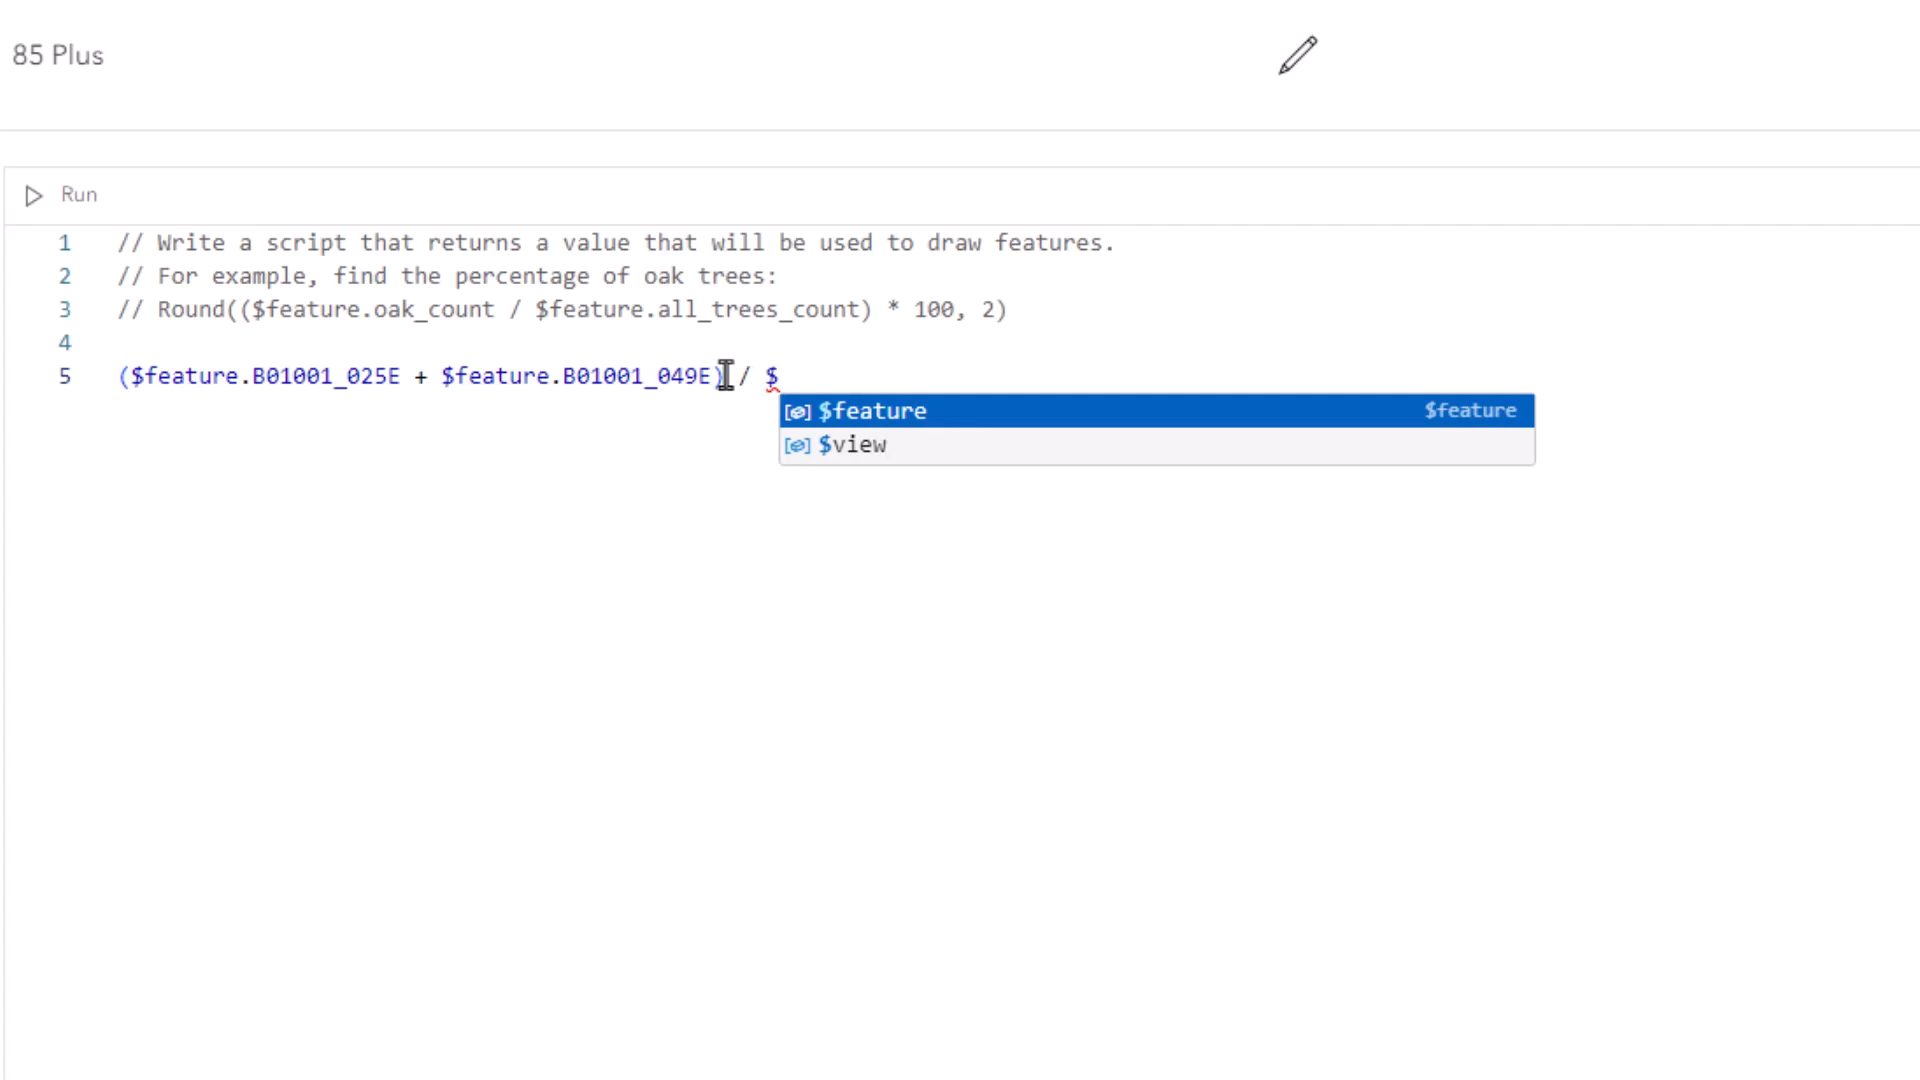 85 Plus
Run
1 // Write a script that returns a value that will be used to draw features.
2 // For example, find the percentage of oak trees:
3 // Round(($feature.oak_count / $feature.all_trees_count) * 100, 2)
4
5 ($feature.B01001_025E + $feature.B01001_049E) / $
$feature $feature
$view